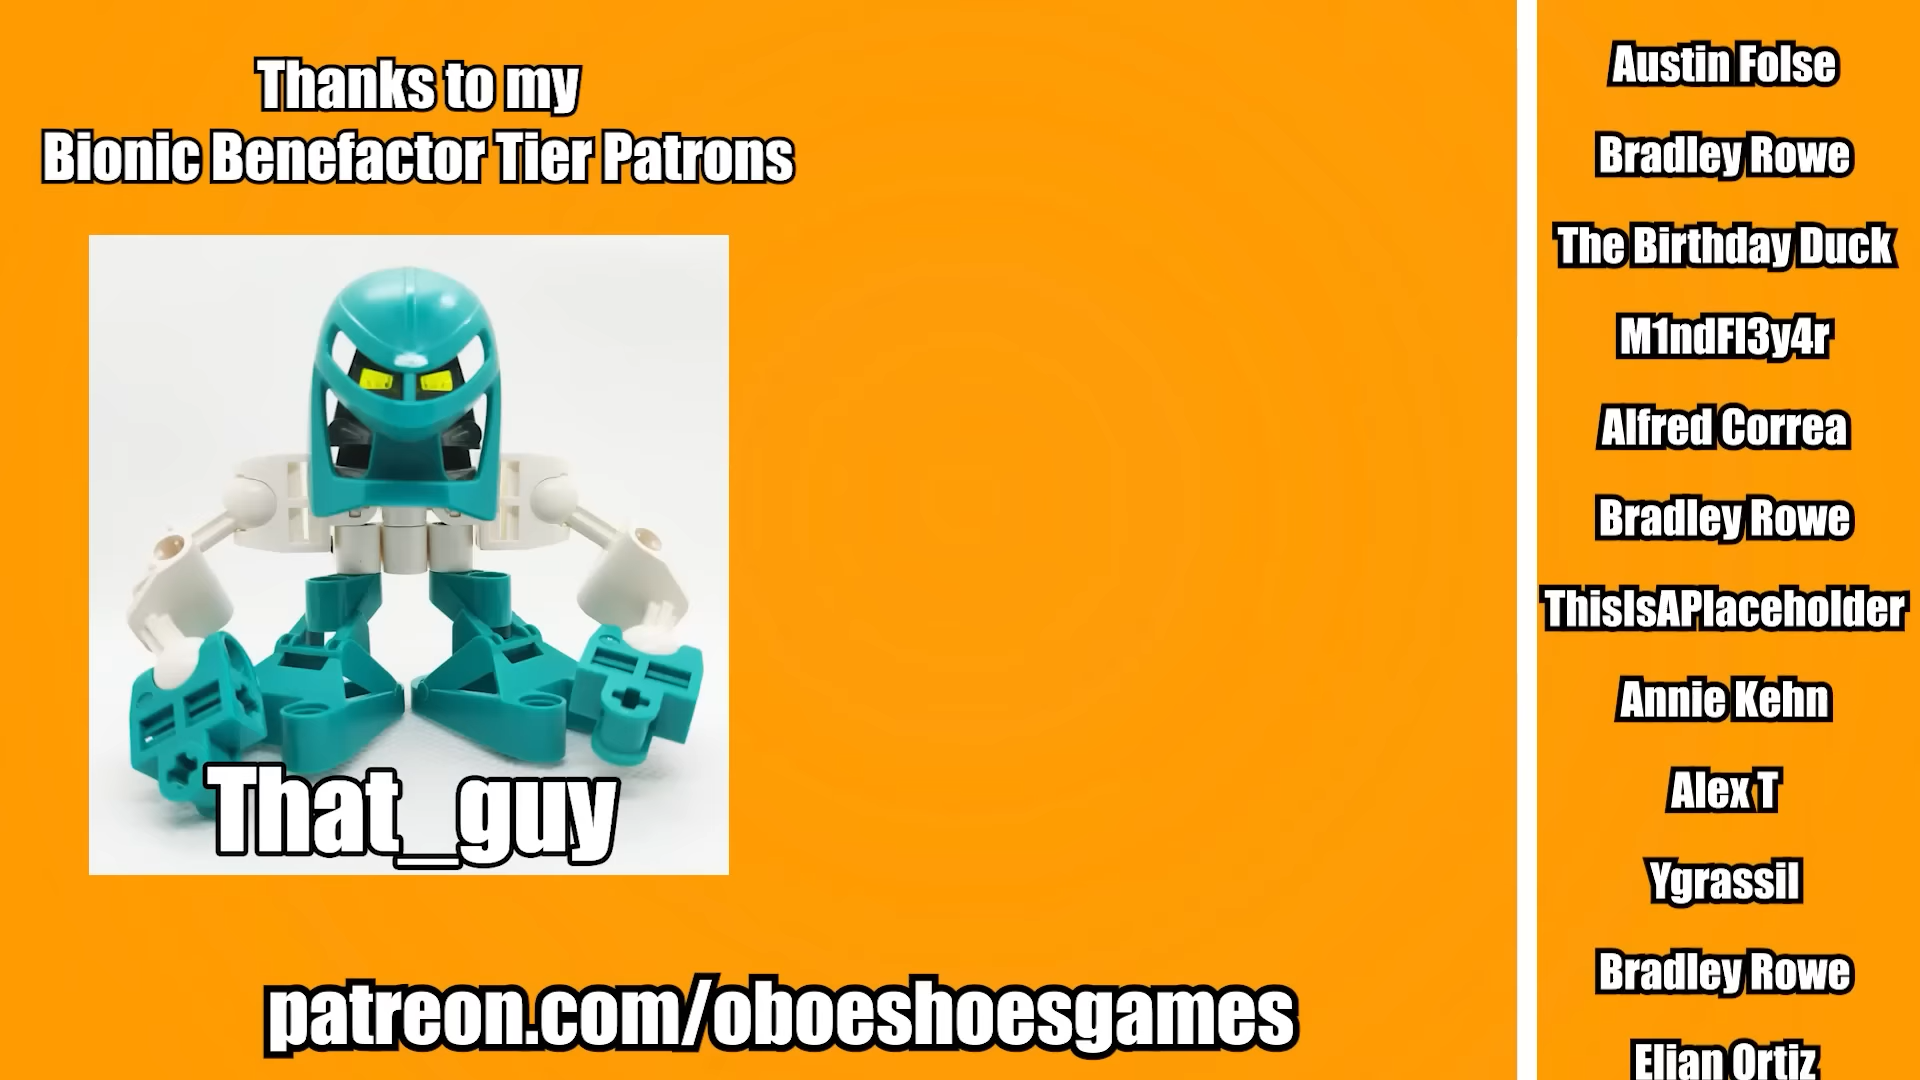 Thanks to my
Bionic Benefactor Tier Patrons
That_guy
patreon.com/oboeshoesgames
Austin Folse
Bradley Rowe
The Birthday Duck
M1ndFl3y4r
Alfred Correa
Bradley Rowe
ThisIsAPlaceholder
Annie Kehn
Alex T
Ygrassil
Bradley Rowe
Elian Ortiz